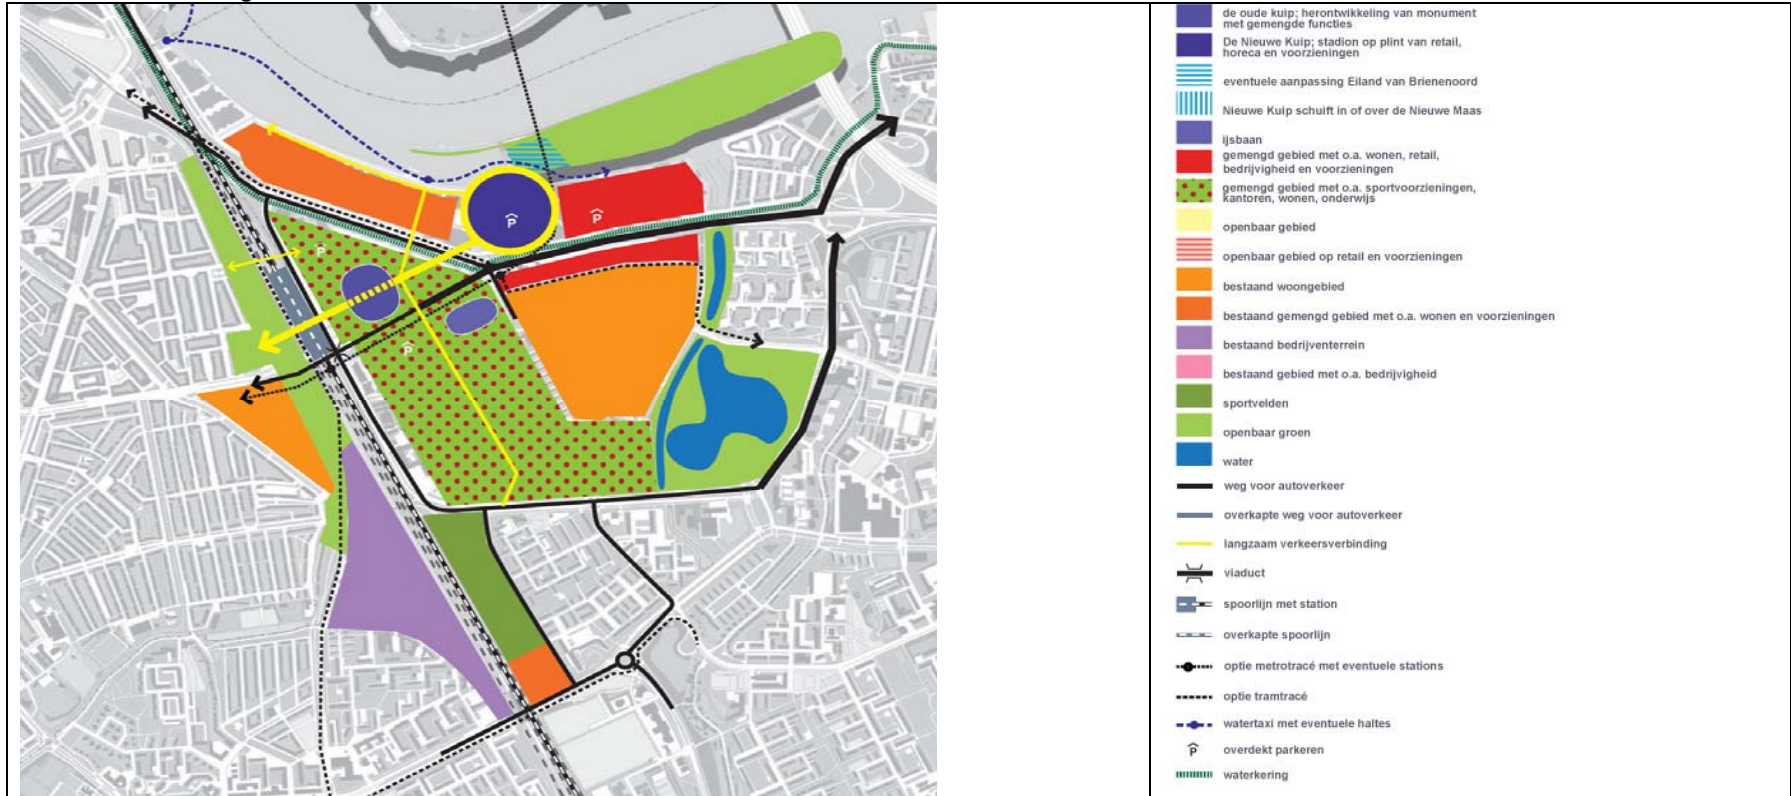 de oude kuip; herontwikkeling van monument
met gemengde functies
De Nieuwe Kuip; stadion op plint van retail,
horeca en voorzieningen
eventuele aanpassing Eiland van Brienenoord
Nieuwe Kuip schuift in of over de Nieuwe Maas
ijsbaan
gemengd gebied met o.a. wonen, retail,
bedrijvigheid en voorzieningen
gemengd gebied met o.a. sportvoorzieningen,
kantoren, wonen, onderwijs
openbaar gebied
openbaar gebied op retail en voorzieningen
bestaand woongebied
bestaand gemengd gebied met o.a. wonen en voorzieningen
bestaand bedrijventerrein
bestaand gebied met o.a. bedrijvigheid
sportvelden
openbaar groen
water
weg voor autoverkeer
overkapte weg voor autoverkeer
langzaam verkeersverbinding
viaduct
spoorlijn met station
overkapte spoorlijn
optie metrotracé met eventuele stations
optie tramtracé
watertaxi met eventuele haltes
P overdekt parkeren
waterkering
P
P
P
P